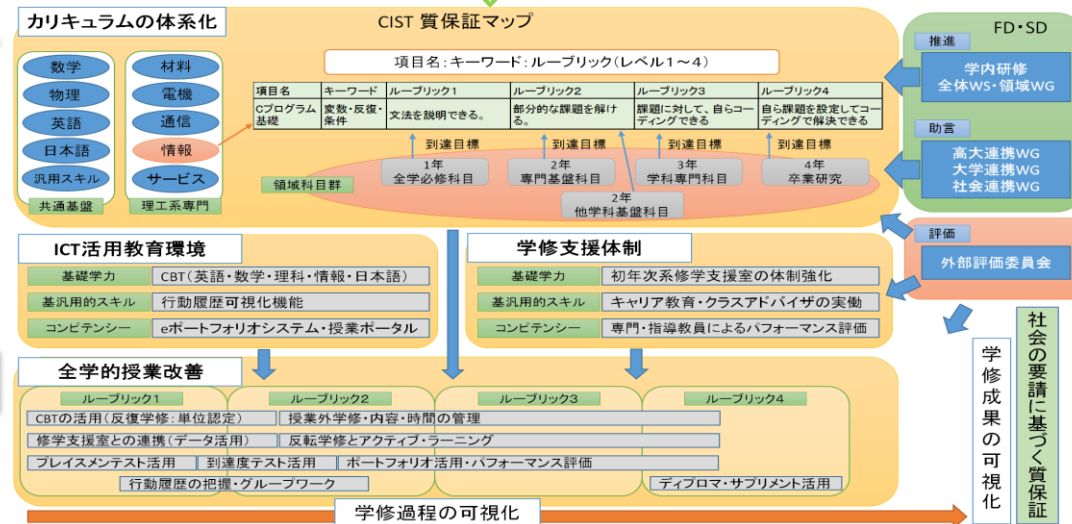 カリキュラムの体系化
CIST 質保証マップ
数学
物理
英語
日本語
汎用スキル
共通基盤
材料
電機
通信
情報
サービス
理工系専門
項目名:キーワード:ルーブリック(レベル1～4)
項目名 キーワード ルーブリック1 ルーブリック2 ルーブリック3 ルーブリック4
Cプログラム基礎 変数・反復・条件 文法を説明できる。 部分的な課題を解ける。 課題に対して、自らコーディングできる 自ら課題を設定してコーディングで解決できる
到達目標 到達目標 到達目標 到達目標
領域科目群
1年
全学必修科目
2年
専門基盤科目
3年
学科専門科目
4年
卒業研究
2年
他学科基盤科目
FD・SD
推進
学内研修
全体WS・領域WG
助言
高大連携WG
大学連携WG
社会連携WG
評価
外部評価委員会
ICT活用教育環境
基礎学力 CBT(英語・数学・理科・情報・日本語)
基汎用的スキル 行動履歴可視化機能
コンピテンシー eポートフォリオシステム・授業ポータル
学修支援体制
基礎学力 初年次系修学支援室の体制強化
基汎用的スキル キャリア教育・クラスアドバイザの実働
コンピテンシー 専門・指導教員によるパフォーマンス評価
全学的授業改善
ルーブリック1 ルーブリック2 ルーブリック3 ルーブリック4
CBTの活用(反復学修:単位認定) 授業外学修・内容・時間の管理
修学支援室との連携(データ活用) 反転学修とアクティブ・ラーニング
プレイスメンテスト活用 到達度テスト活用 ポートフォリオ活用・パフォーマンス評価
行動履歴の把握・グループワーク ディプロマ・サプリメント活用
学修過程の可視化
学修成果の可視化
社会の要請に基づく質保証